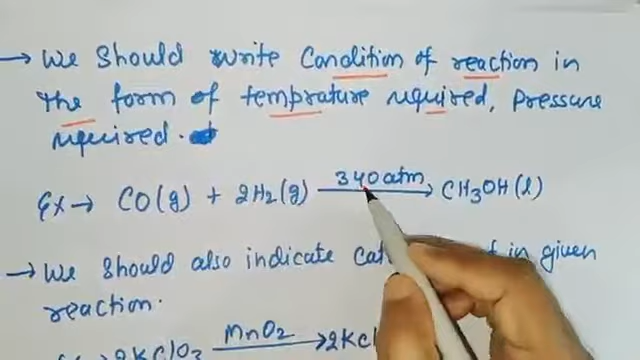 → We should write Condition of reaction in
the form of temprature required, pressure
required.
Ex → CO(g) + 2H₂(g) 340atm → CH₃OH(l)
→ We should also indicate in given
reaction.
2KClO₃ MnO₂ → 2KCl